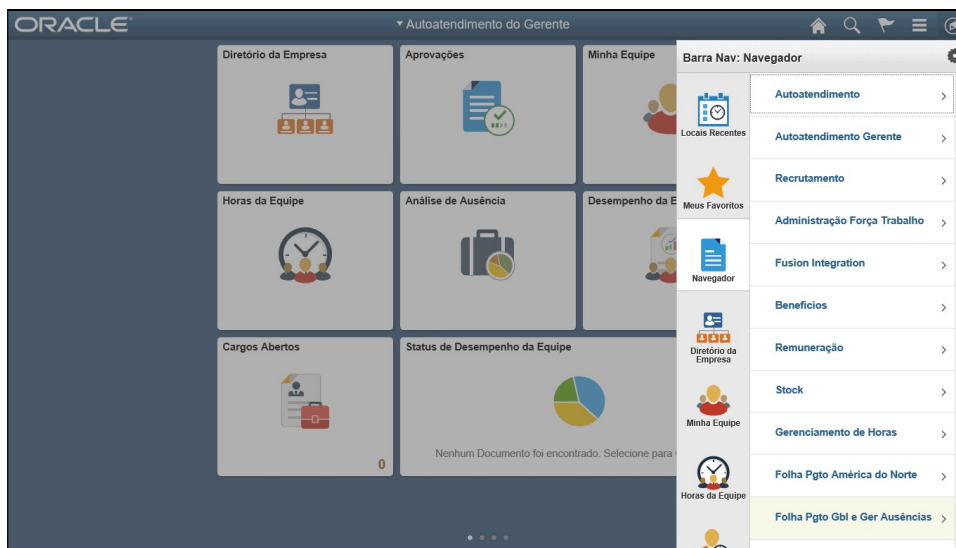 ORACLE
Autoatendimento do Gerente
Diretório da Empresa
Aprovações
Minha Equipe
Horas da Equipe
Análise de Ausência
Desempenho da E
Cargos Abertos
0
Status de Desempenho da Equipe
Nenhum Documento foi encontrado. Selecione para
Barra Nav: Navegador
Locais Recentes
Meus Favoritos
Navegador
Diretório da
Empresa
Minha Equipe
Horas da Equipe
Autoatendimento
Autoatendimento Gerente
Recrutamento
Administração Força Trabalho
Fusion Integration
Benefícios
Remuneração
Stock
Gerenciamento de Horas
Folha Pgto América do Norte
Folha Pgto Gbl e Ger Ausências